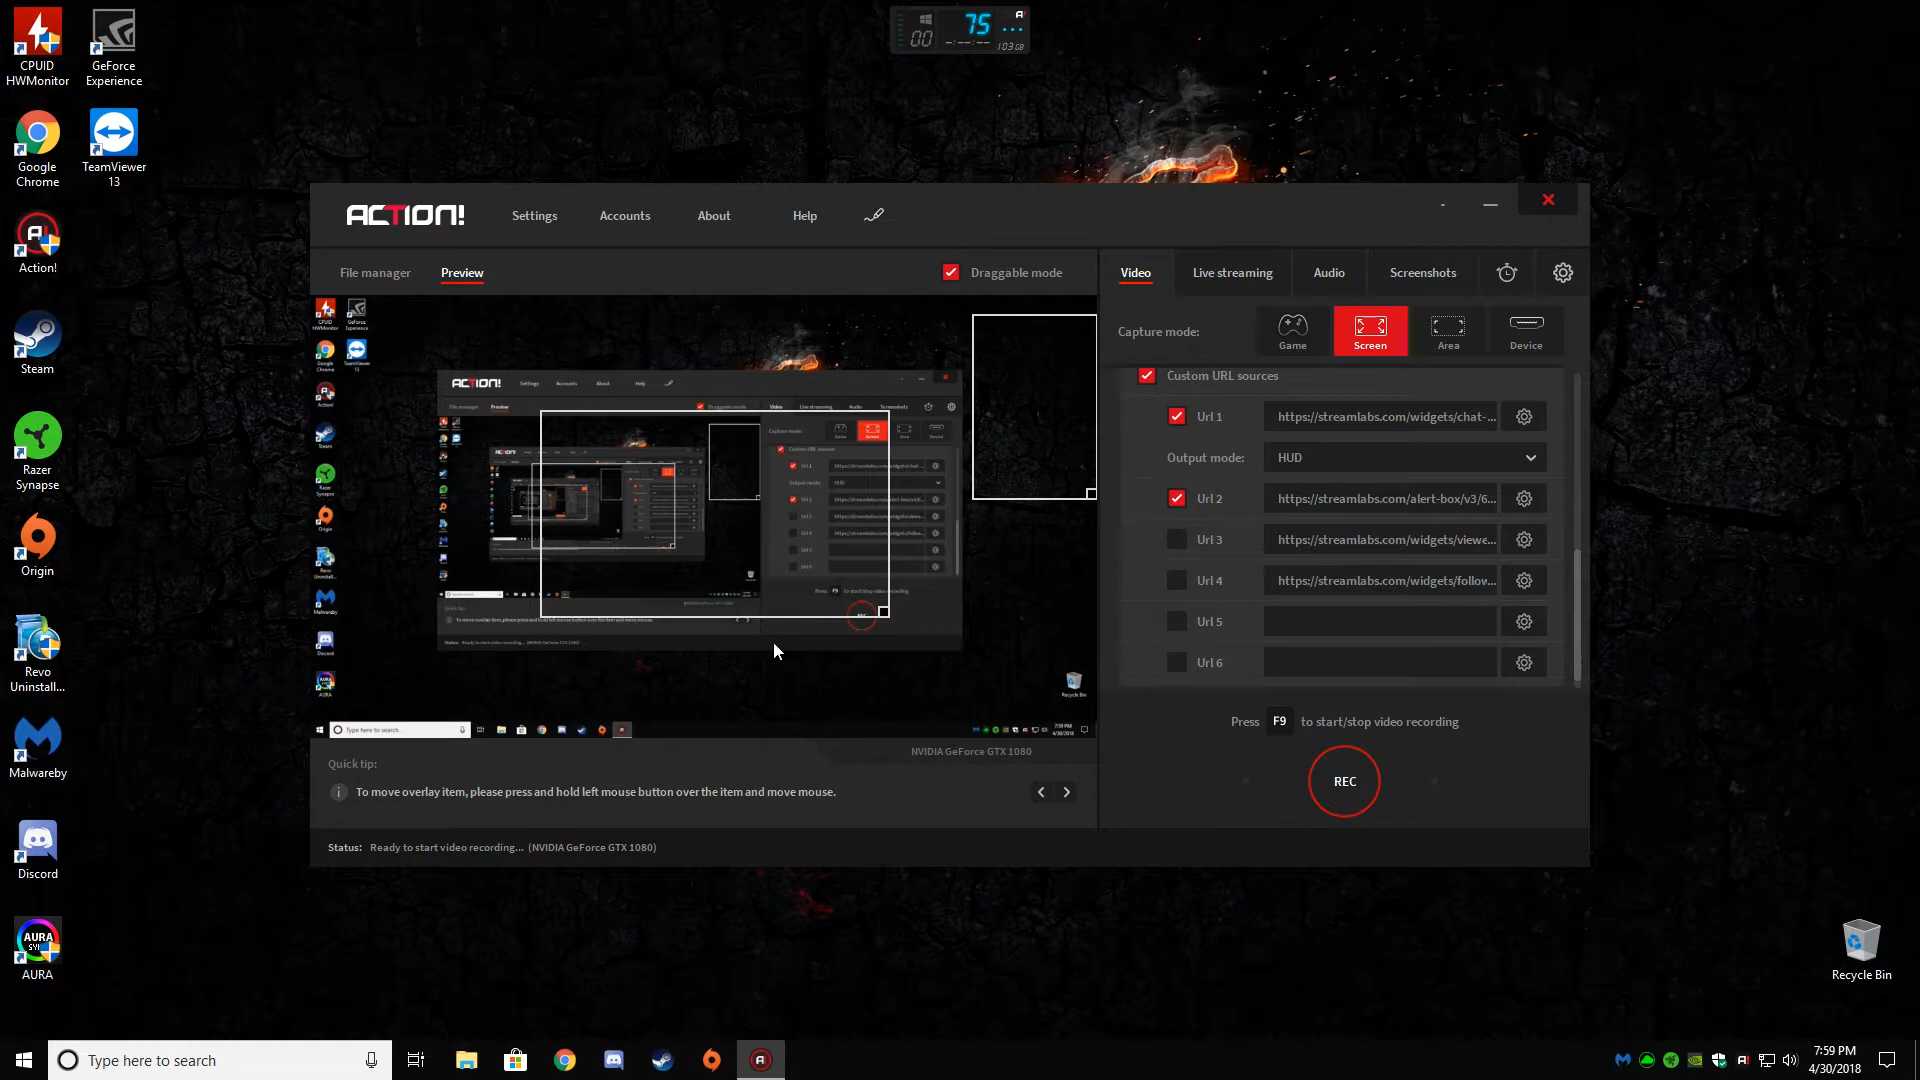 CPUID
HWMonitor
GeForce
Experience
Google
Chrome
TeamViewer
13
Action!
Steam
Razer
Synapse
Origin
Revo
Uninstall...
Malwareby
Discord
AURA
AURA
75
00
103 GB
ACTION!
Settings
Accounts
About
Help
File manager
Preview
Draggable mode
Video
Live streaming
Audio
Screenshots
Capture mode:
Game
Screen
Area
Device
Custom URL sources
Url 1
https://streamlabs.com/widgets/chat-...
Output mode:
HUD
Url 2
https://streamlabs.com/alert-box/v3/6...
Url 3
https://streamlabs.com/widgets/viewe...
Url 4
https://streamlabs.com/widgets/follow...
Url 5
Url 6
Press F9 to start/stop video recording
REC
NVIDIA GeForce GTX 1080
Quick tip:
To move overlay item, please press and hold left mouse button over the item and move mouse.
Status: Ready to start video recording... (NVIDIA GeForce GTX 1080)
Recycle Bin
Type here to search
7:59 PM
4/30/2018